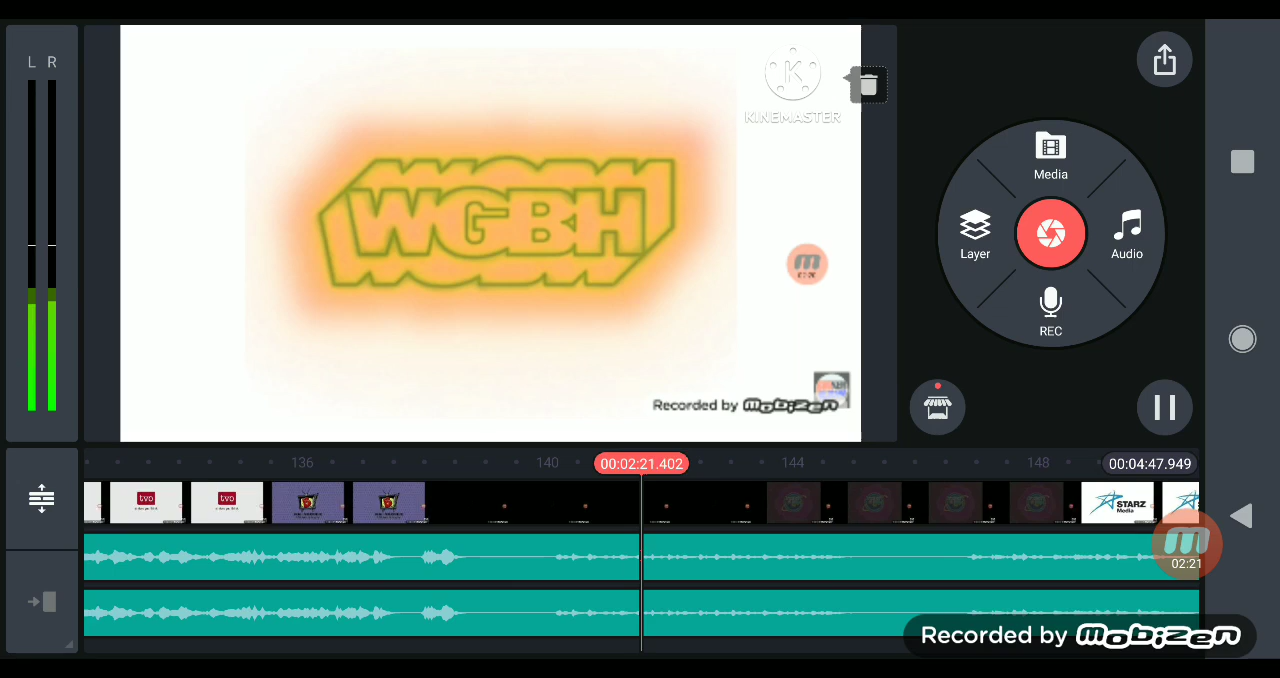 L R
WGBH
KINEMASTER
Recorded by mobizen
Media
Layer
Audio
REC
136
140
00:02:21.402
144
148
00:04:47.949
tvo
tvo
STARZ
Media
02:21
Recorded by mobizen